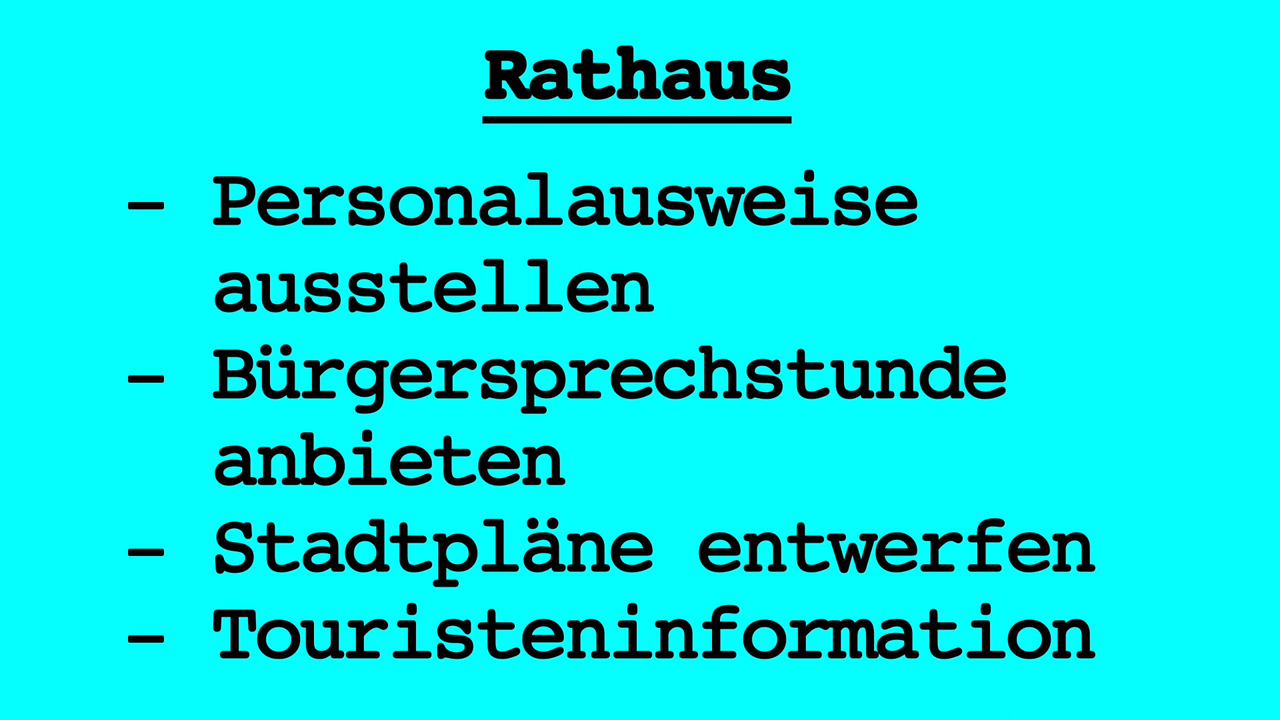 Rathaus
- Personalausweise
ausstellen
- Bürgersprechstunde
anbieten
- Stadtpläne entwerfen
- Touristeninformation